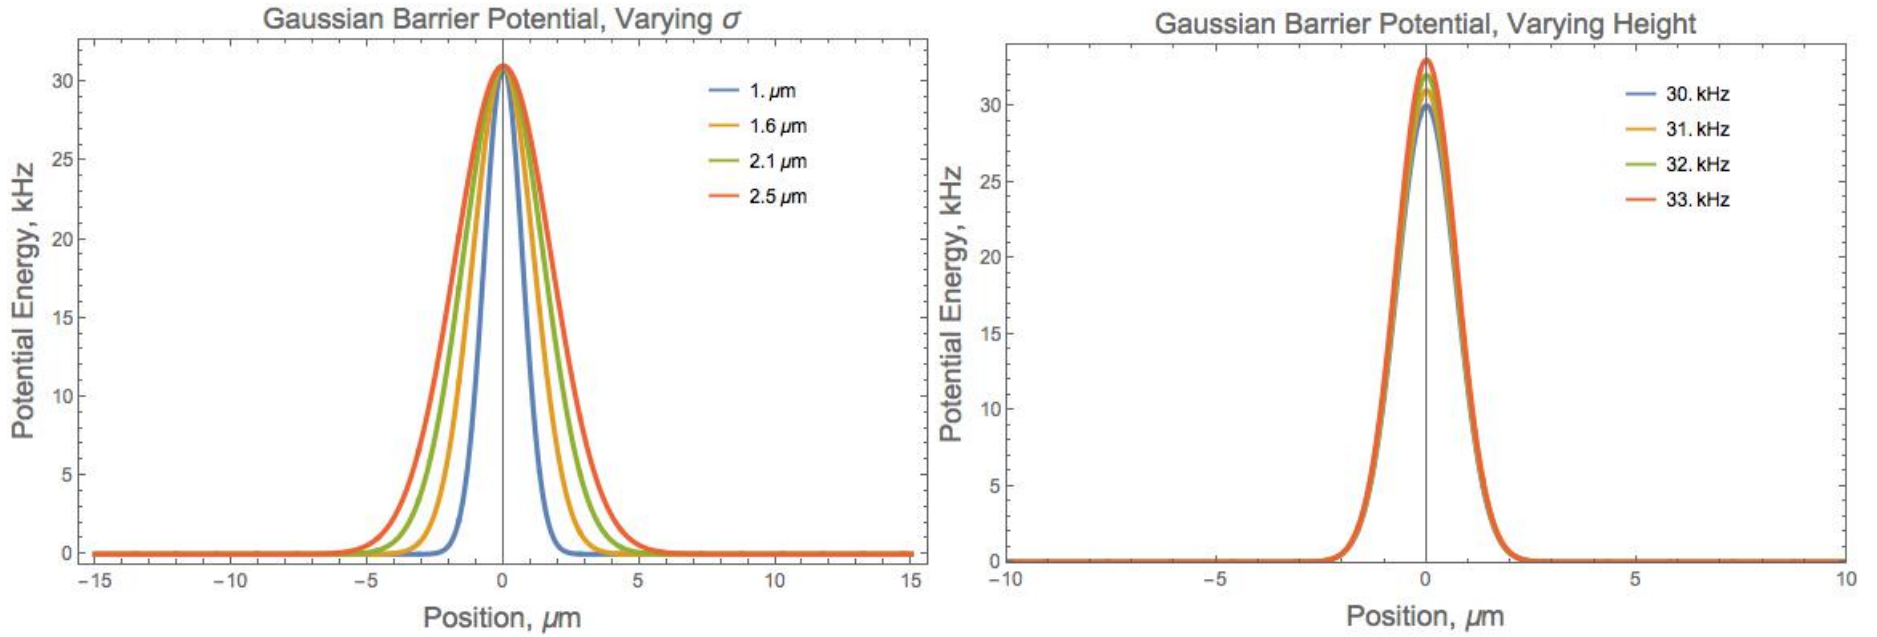 Gaussian Barrier Potential, Varying σ
Potential Energy, kHz
30
25
20
15
10
5
0
1. μm
1.6 μm
2.1 μm
2.5 μm
−15
−10
−5
0
5
10
15
Position, μm
Gaussian Barrier Potential, Varying Height
Potential Energy, kHz
30
25
20
15
10
5
0
30. kHz
31. kHz
32. kHz
33. kHz
−10
−5
0
5
10
Position, μm